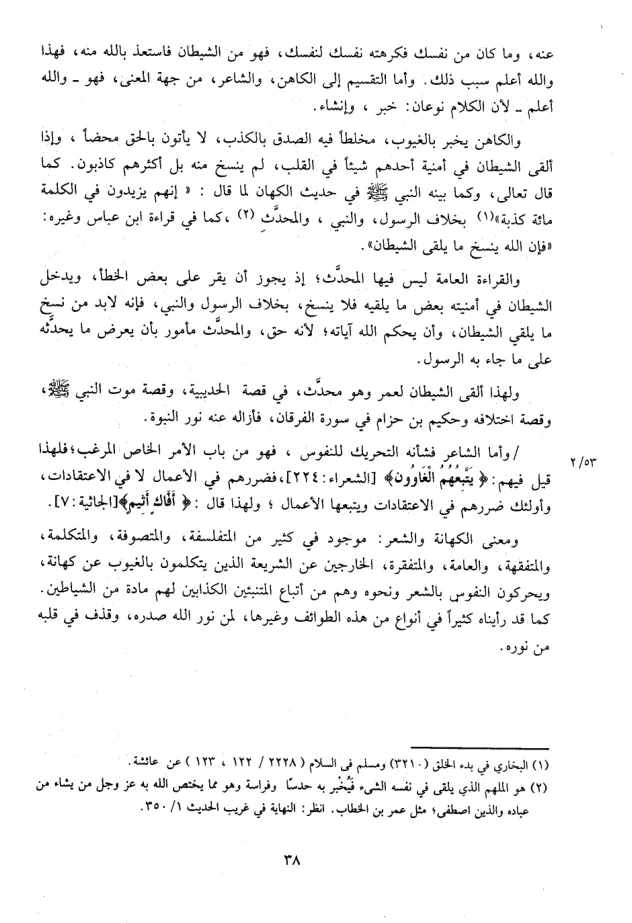 عنه، وما كان من نفسك فكرهته نفسك لنفسك، فهو من الشيطان فاستعذ بالله منه، فهذا
والله أعلم سبب ذلك. وأما التقسيم إلى الكاهن، والشاعر، من جهة المعنى، فهو ـ والله
أعلم ـ لأن الكلام نوعان: خبر ، وإنشاء.
والكاهن يخبر بالغيوب، مخلطاً فيه الصدق بالكذب، لا يأتون بالحق محضاً ، وإذا
ألقى الشيطان في أمنية أحدهم شيئاً في القلب، لم ينسخ منه بل أكثرهم كاذبون. كما
قال تعالى، وكما بينه النبي ﷺ في حديث الكهان لما قال : « إنهم يزيدون في الكلمة
مائة كذبة»(١) بخلاف الرسول، والنبي ، والمحدَّثِ (٢) ،كما في قراءة ابن عباس وغيره:
«فإن الله ينسخ ما يلقى الشيطان».
والقراءة العامة ليس فيها المحدَّث؛ إذ يجوز أن يقر على بعض الخطأ، ويدخل
الشيطان في أمنيته بعض ما يلقيه فلا ينسخ، بخلاف الرسول والنبي، فإنه لابد من نسخ
ما يلقي الشيطان، وأن يحكم الله آياته؛ لأنه حق، والمحدَّث مأمور بأن يعرض ما يحدَّثه
على ما جاء به الرسول.
ولهذا ألقى الشيطان لعمر وهو محدَّث، في قصة الحديبية، وقصة موت النبي ﷺ،
وقصة اختلافه وحكيم بن حزام في سورة الفرقان، فأزاله عنه نور النبوة.
/وأما الشاعر فشأنه التحريك للنفوس ، فهو من باب الأمر الخاص المرغب؛فلهذا ٢/٥٣
قيل فيهم:﴿ يَتَّبِعُهُمُ الْغَاوُونَ﴾ [الشعراء:٢٢٤]،فضررهم في الأعمال لا في الاعتقادات،
وأولئك ضررهم في الاعتقادات ويتبعها الأعمال ؛ ولهذا قال :﴿ أَفَّاكٍ أَثِيمٍ﴾[الجاثية:٧].
ومعنى الكهانة والشعر: موجود في كثير من المتفلسفة، والمتصوفة، والمتكلمة،
والمتفقهة، والعامة، والمتفقرة، الخارجين عن الشريعة الذين يتكلمون بالغيوب عن كهانة،
ويحركون النفوس بالشعر ونحوه وهم من أتباع المتنبئين الكذابين لهم مادة من الشياطين.
كما قد رأيناه كثيراً في أنواع من هذه الطوائف وغيرها، لمن نور الله صدره، وقذف في قلبه
من نوره.
(١) البخاري في بدء الخلق (٣٢١٠) ومسلم في السلام ( ٢٢٢٨ / ١٢٢ ، ١٢٣ ) عن عائشة.
(٢) هو الملهم الذي يلقى في نفسه الشيء فَيُخْبر به حدسًا وفراسة وهو مما يختص الله به عز وجل من يشاء من
عباده والذين اصطفى؛ مثل عمر بن الخطاب. انظر: النهاية في غريب الحديث ١/ ٣٥٠.
٣٨